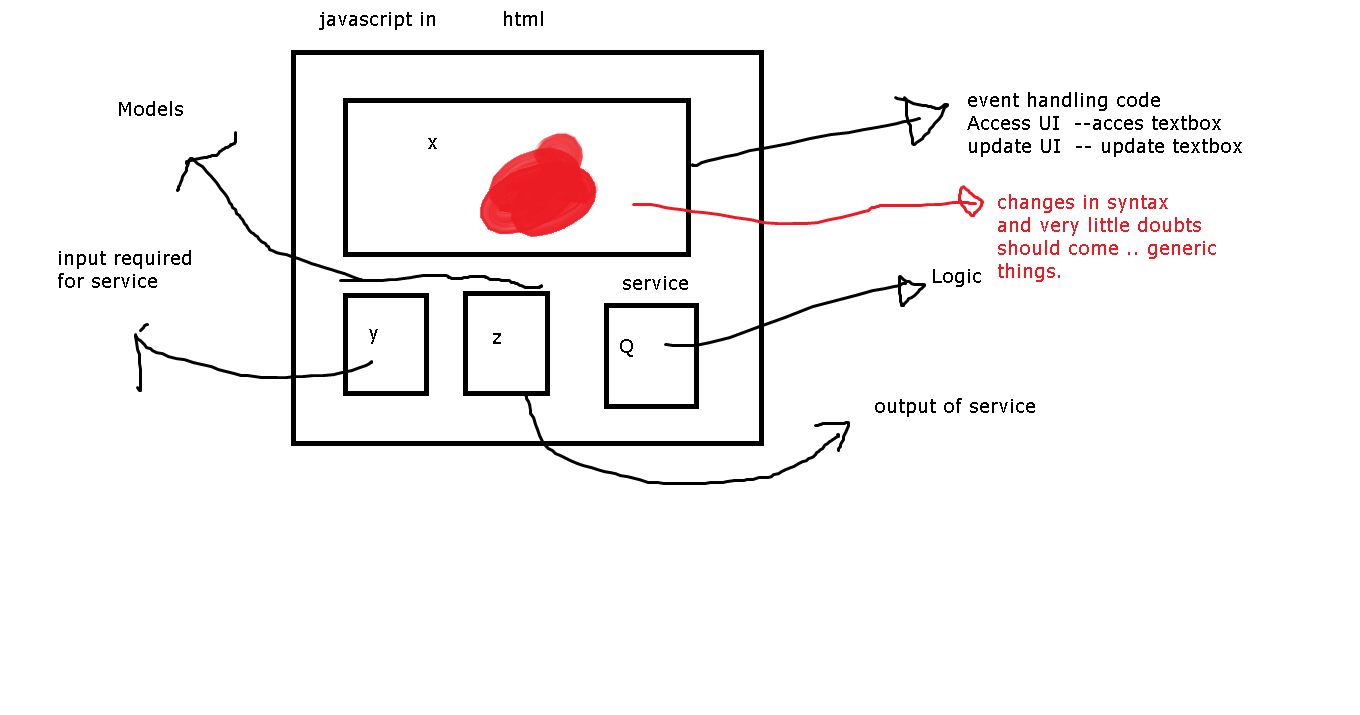 javascript in html
Models
x
event handling code
Access UI --acces textbox
update UI -- update textbox
changes in syntax
and very little doubts
should come .. generic
things.
input required
for service
service
Logic
y
z
Q
output of service